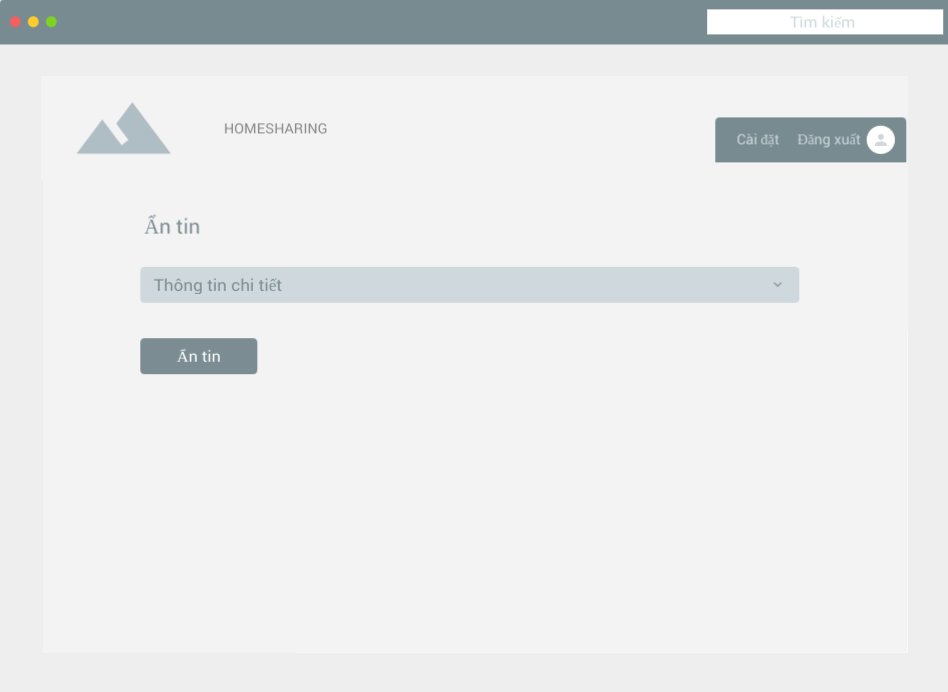 Tìm kiếm
HOMESHARING
Cài đặt Đăng xuất
Ẩn tin
Thông tin chi tiết
Ẩn tin